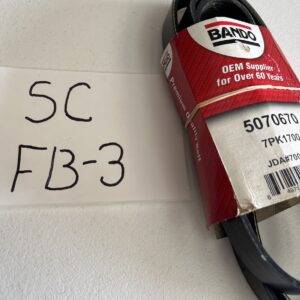 SC
FB-3
BANDO
OEM Supplier
for Over 60 Years
5070670
7PK1700